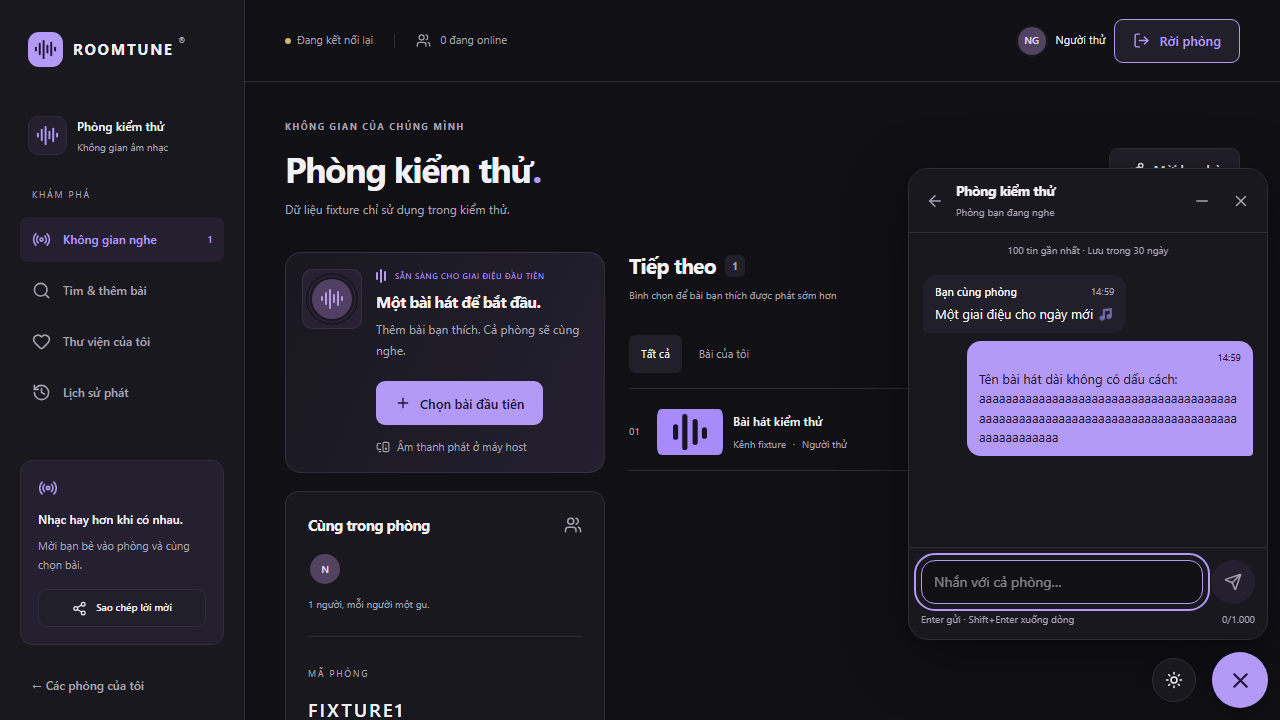 ROOMTUNE ®
Phòng kiểm thử
Không gian âm nhạc
KHÁM PHÁ
Không gian nghe 1
Tìm & thêm bài
Thư viện của tôi
Lịch sử phát
Nhạc hay hơn khi có nhau.
Mời bạn bè vào phòng và cùng
chọn bài.
Sao chép lời mời
← Các phòng của tôi
Đang kết nối lại
0 đang online
NG Người thử
Rời phòng
KHÔNG GIAN CỦA CHÚNG MÌNH
Phòng kiểm thử.
Dữ liệu fixture chỉ sử dụng trong kiểm thử.
SẴN SÀNG CHO GIAI ĐIỆU ĐẦU TIÊN
Một bài hát để bắt đầu.
Thêm bài bạn thích. Cả phòng sẽ cùng
nghe.
Chọn bài đầu tiên
Âm thanh phát ở máy host
Cùng trong phòng
N
1 người, mỗi người một gu.
MÃ PHÒNG
FIXTURE1
Tiếp theo 1
Bình chọn để bài bạn thích được phát sớm hơn
Tất cả
Bài của tôi
01
Bài hát kiểm thử
Kênh fixture · Người thử
Phòng kiểm thử
Phòng bạn đang nghe
100 tin gần nhất · Lưu trong 30 ngày
Bạn cùng phòng 14:59
Một giai điệu cho ngày mới 🎵
14:59
Tên bài hát dài không có dấu cách:
aaaaaaaaaaaaaaaaaaaaaaaaaaaaaaaaaaaaaaa
aaaaaaaaaaaaaaaaaaaaaaaaaaaaaaaaaaaaaaa
aaaaaaaaaaaa
Nhắn với cả phòng...
Enter gửi · Shift+Enter xuống dòng 0/1.000